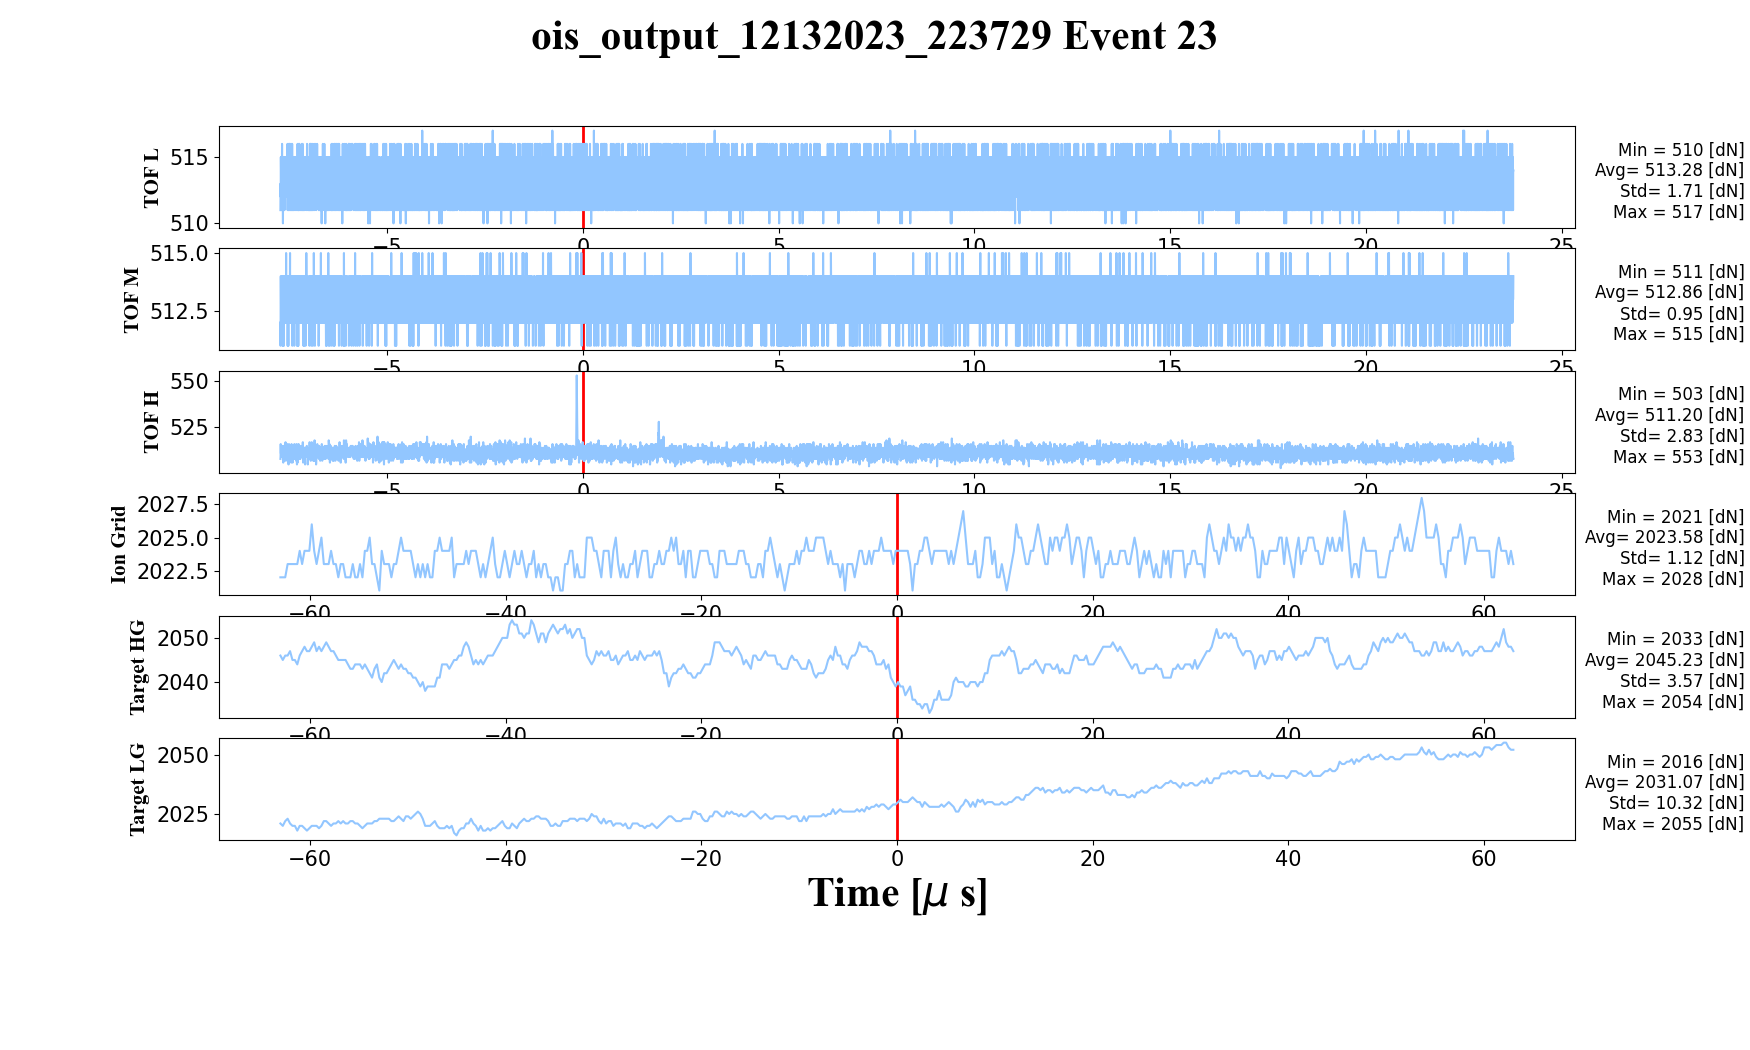 ois_output_12132023_223729 Event 23
TOF L
515
510
Min = 510 [dN]
Avg= 513.28 [dN]
Std= 1.71 [dN]
Max = 517 [dN]
−5 0 5 10 15 20 25
TOF M
515.0
512.5
Min = 511 [dN]
Avg= 512.86 [dN]
Std= 0.95 [dN]
Max = 515 [dN]
−5 0 5 10 15 20 25
TOF H
550
525
Min = 503 [dN]
Avg= 511.20 [dN]
Std= 2.83 [dN]
Max = 553 [dN]
−5 0 5 10 15 20 25
Ion Grid
2027.5
2025.0
2022.5
Min = 2021 [dN]
Avg= 2023.58 [dN]
Std= 1.12 [dN]
Max = 2028 [dN]
−60 −40 −20 0 20 40 60
Target HG
2050
2040
Min = 2033 [dN]
Avg= 2045.23 [dN]
Std= 3.57 [dN]
Max = 2054 [dN]
−60 −40 −20 0 20 40 60
Target LG
2050
2025
Min = 2016 [dN]
Avg= 2031.07 [dN]
Std= 10.32 [dN]
Max = 2055 [dN]
−60 −40 −20 0 20 40 60
Time [μ s]